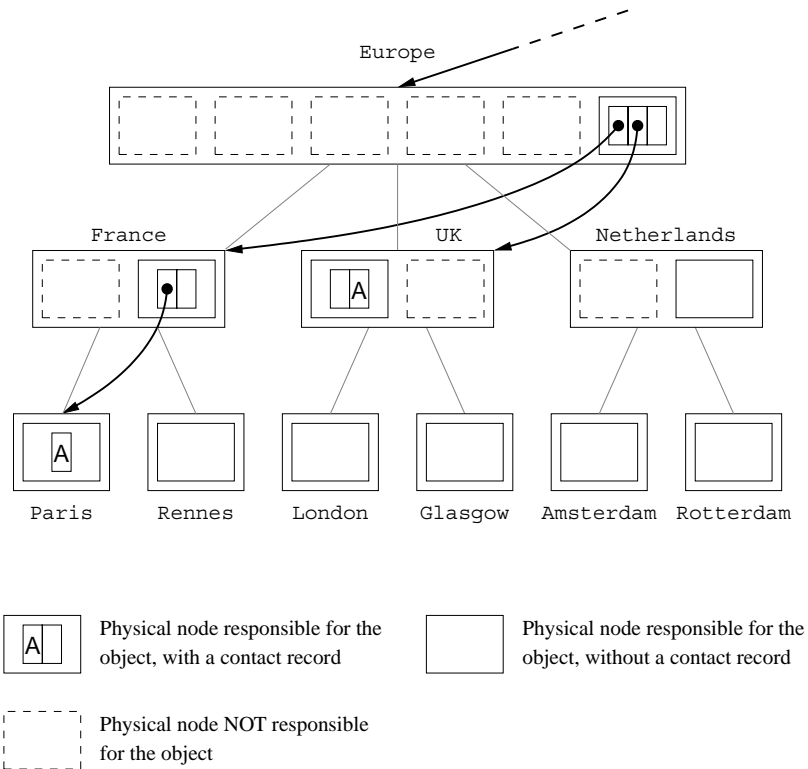 Europe
France
UK
Netherlands
A
A
Paris
Rennes
London
Glasgow
Amsterdam
Rotterdam
A
Physical node responsible for the
object, with a contact record
Physical node responsible for the
object, without a contact record
Physical node NOT responsible
for the object